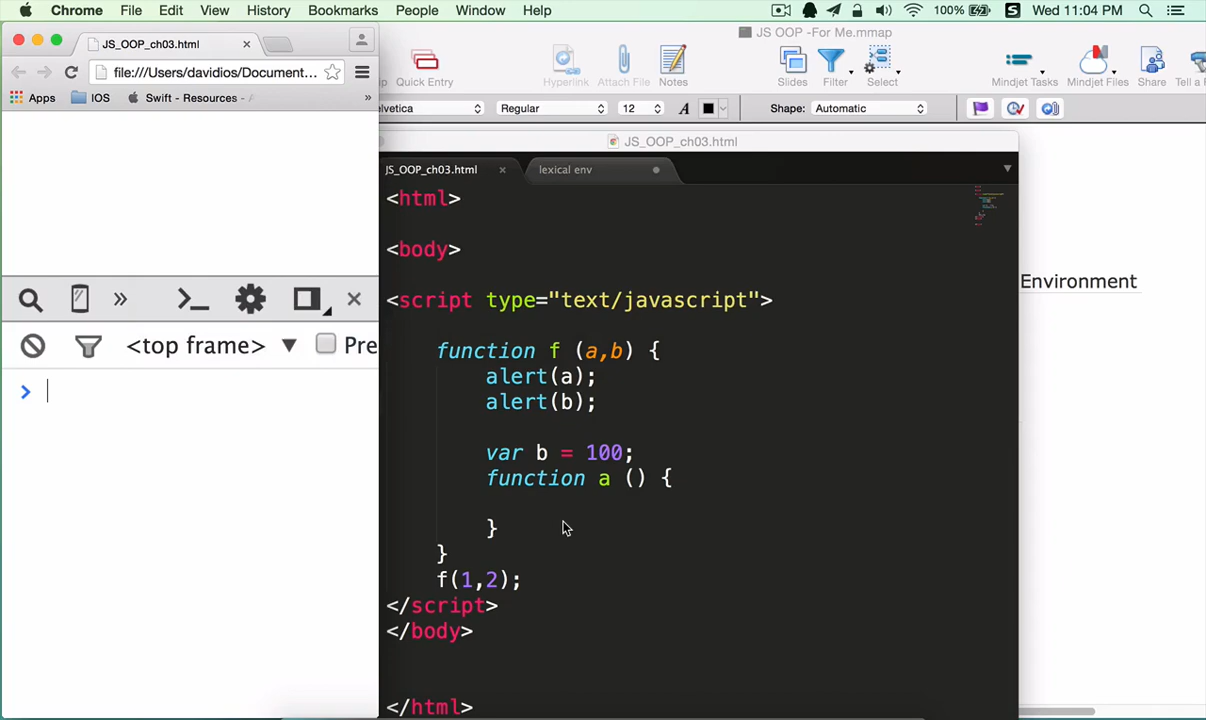 Chrome File Edit View History Bookmarks People Window Help 100% S Wed 11:04 PM
JS_OOP_ch03.html
JS OOP -For Me.mmap
file:///Users/davidios/Document...
Quick Entry Hyperlink Attach File Notes Slides Filter Select Mindjet Tasks Mindjet Files Share Tell a
Apps IOS Swift - Resources - »
elvetica Regular 12 A Shape: Automatic
JS_OOP_ch03.html
JS_OOP_ch03.html lexical env
<html>
<body>
Environment
<script type="text/javascript">
<top frame> Pre
function f (a,b) {
alert(a);
alert(b);
var b = 100;
function a () {
}
}
f(1,2);
</script>
</body>
</html>